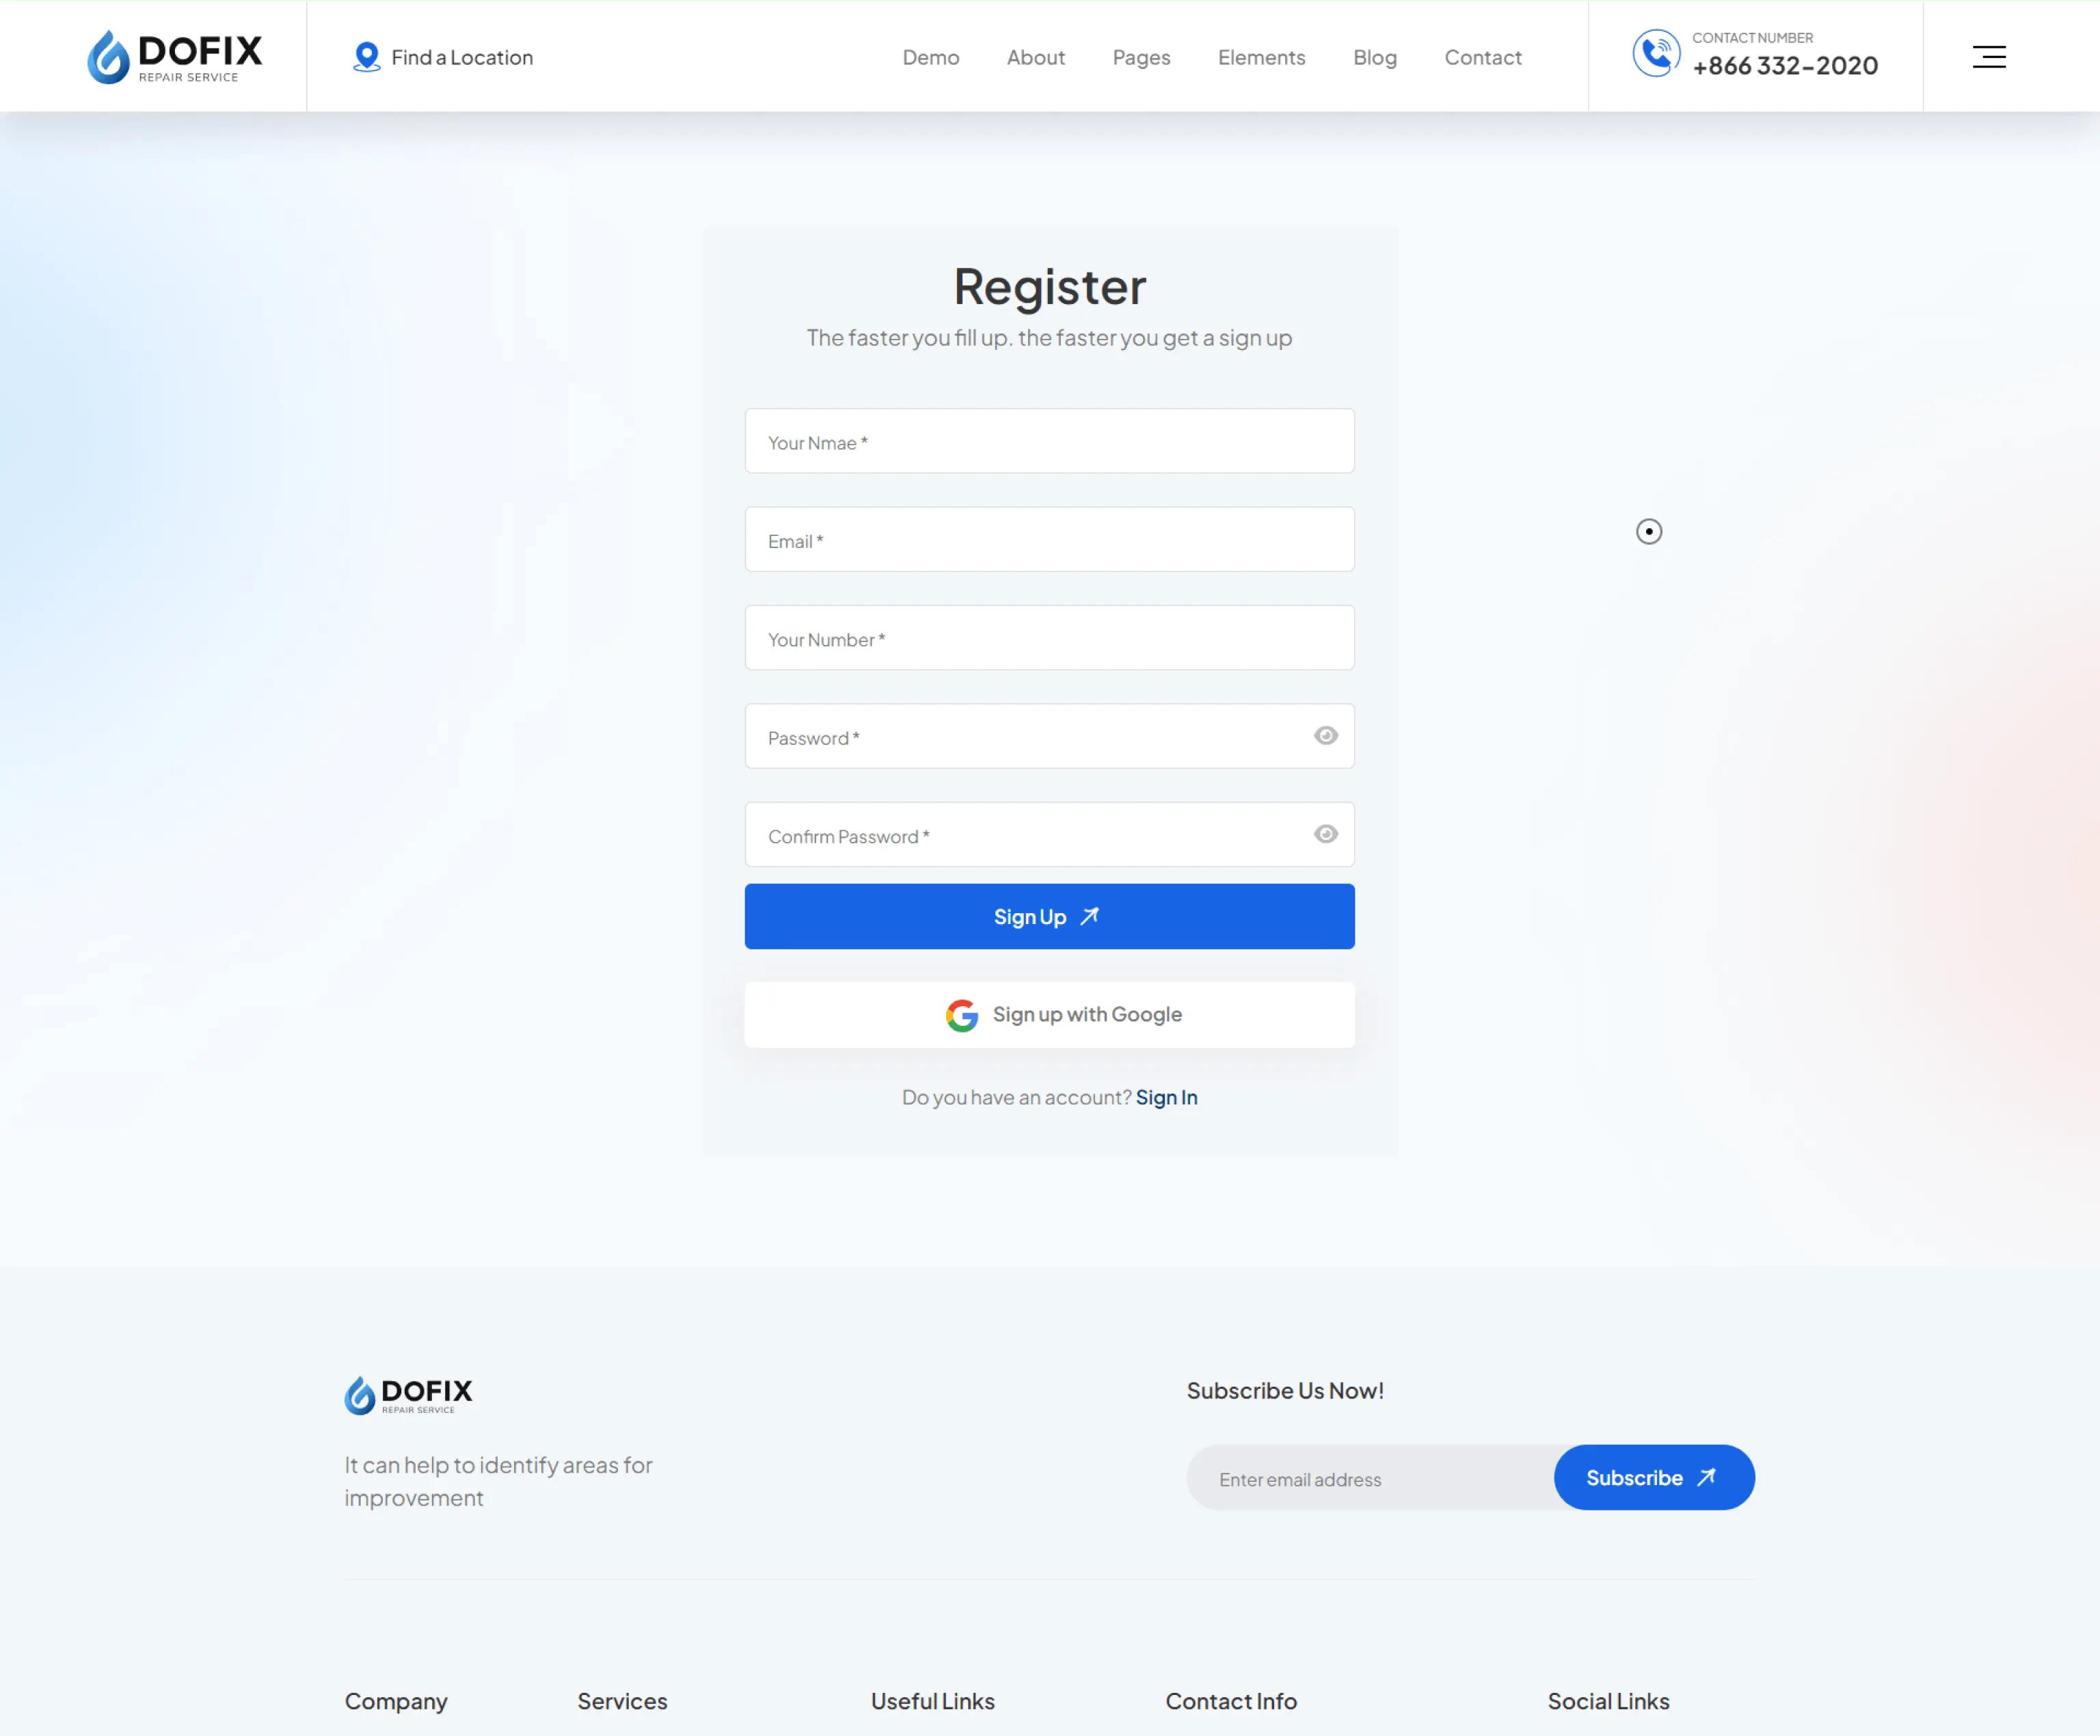 DOFIX
REPAIR SERVICE
Find a Location
Demo
About
Pages
Elements
Blog
Contact
CONTACT NUMBER
+866 332-2020
Register
The faster you fill up. the faster you get a sign up
Your Nmae *
Email *
Your Number *
Password *
Confirm Password *
Sign Up
Sign up with Google
Do you have an account? Sign In
DOFIX
REPAIR SERVICE
It can help to identify areas for
improvement
Subscribe Us Now!
Enter email address
Subscribe
Company
Services
Useful Links
Contact Info
Social Links